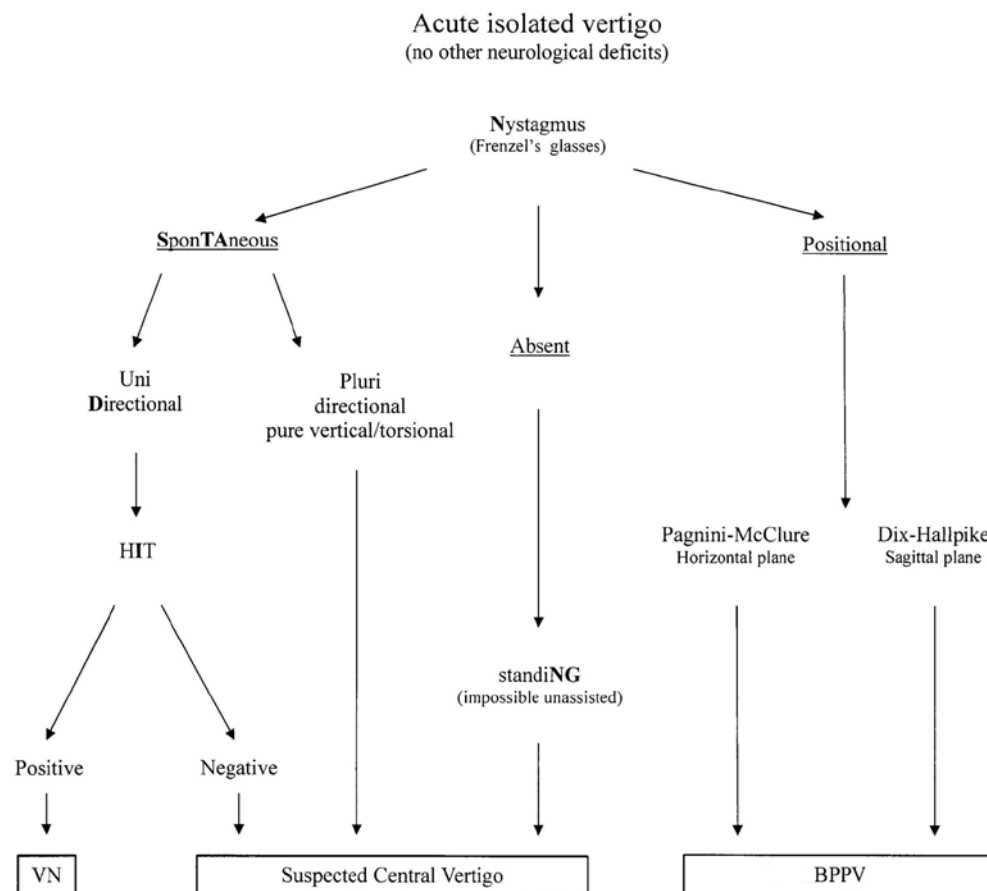 Acute isolated vertigo
(no other neurological deficits)
Nystagmus
(Frenzel's glasses)
SponTAneous
Positional
Absent
Uni
Directional
Pluri
directional
pure vertical/torsional
Pagnini-McClure
Horizontal plane
Dix-Hallpike
Sagittal plane
HIT
standiNG
(impossible unassisted)
Positive
Negative
VN
Suspected Central Vertigo
BPPV